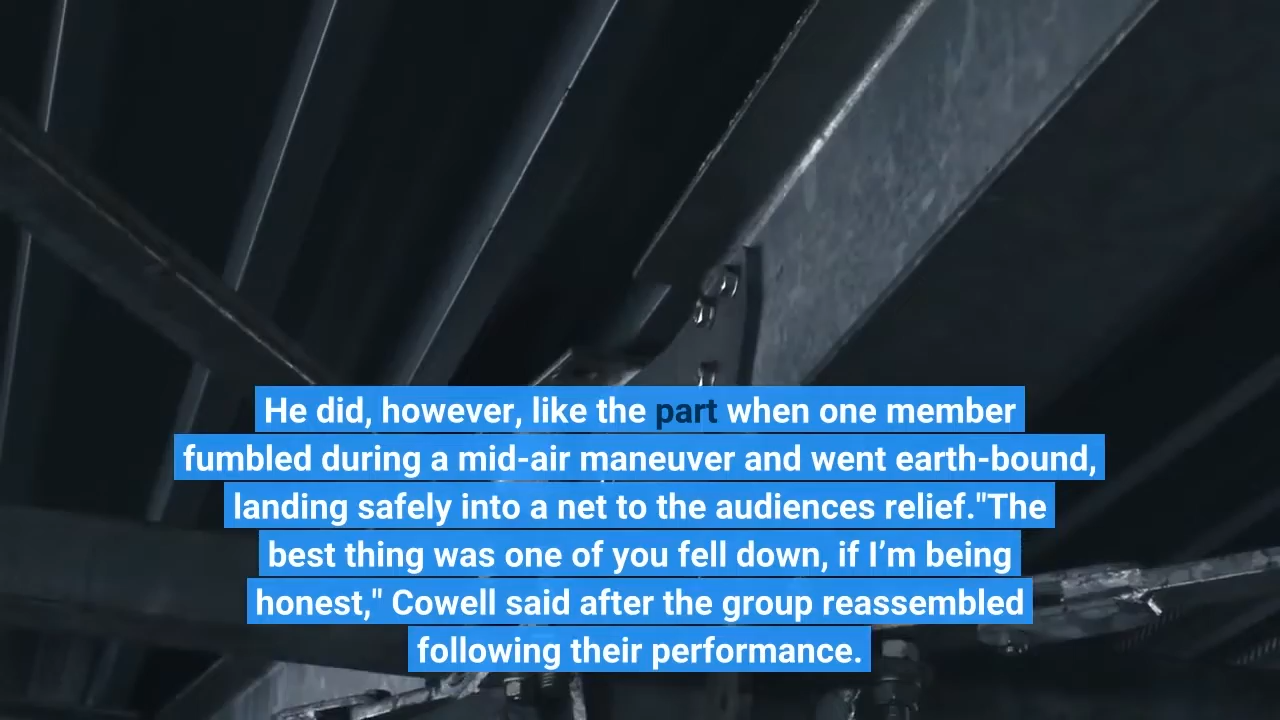 He did, however, like the part when one member
fumbled during a mid-air maneuver and went earth-bound,
landing safely into a net to the audiences relief."The
best thing was one of you fell down, if I’m being
honest," Cowell said after the group reassembled
following their performance.